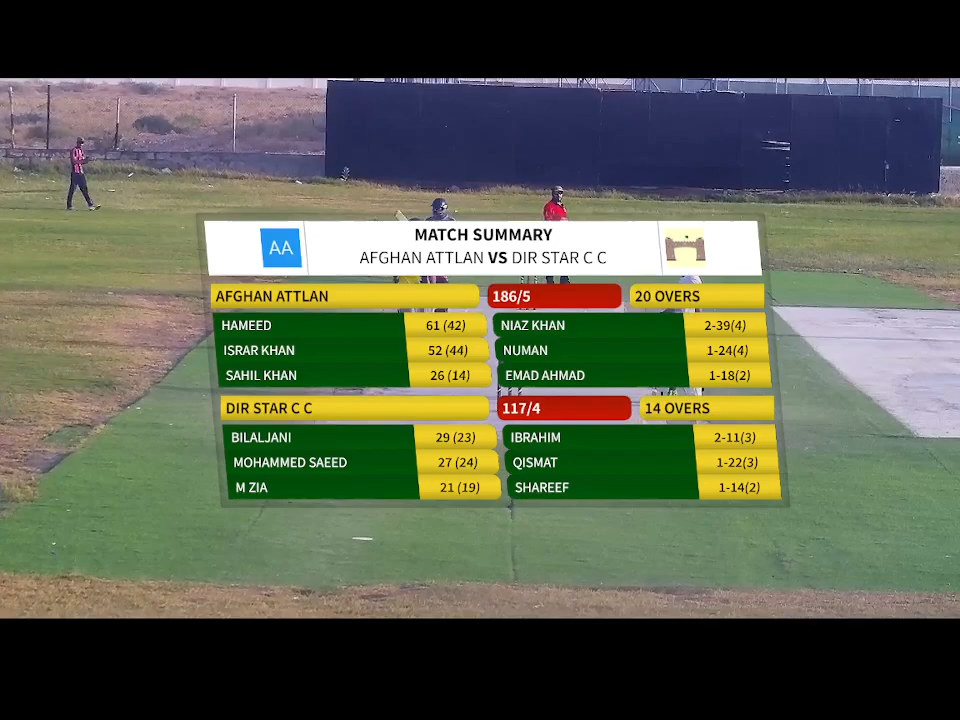 AA
MATCH SUMMARY
AFGHAN ATTLAN VS DIR STAR C C
AFGHAN ATTLAN 186/5 20 OVERS
HAMEED 61 (42) NIAZ KHAN 2-39(4)
ISRAR KHAN 52 (44) NUMAN 1-24(4)
SAHIL KHAN 26 (14) EMAD AHMAD 1-18(2)
DIR STAR C C 117/4 14 OVERS
BILALJANI 29 (23) IBRAHIM 2-11(3)
MOHAMMED SAEED 27 (24) QISMAT 1-22(3)
M ZIA 21 (19) SHAREEF 1-14(2)